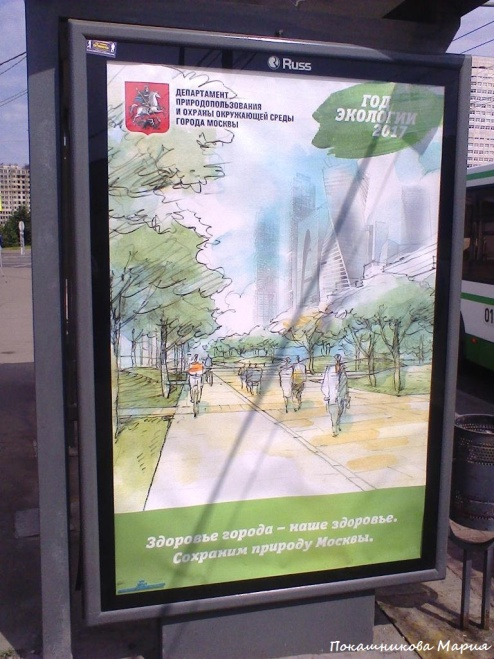 Russ
ДЕПАРТАМЕНТ
ПРИРОДОПОЛЬЗОВАНИЯ
И ОХРАНЫ ОКРУЖАЮЩЕЙ СРЕДЫ
ГОРОДА МОСКВЫ
ГОД
ЭКОЛОГИИ
2017
01
Здоровье города – наше здоровье.
Сохраним природу Москвы.
Покашникова Мария